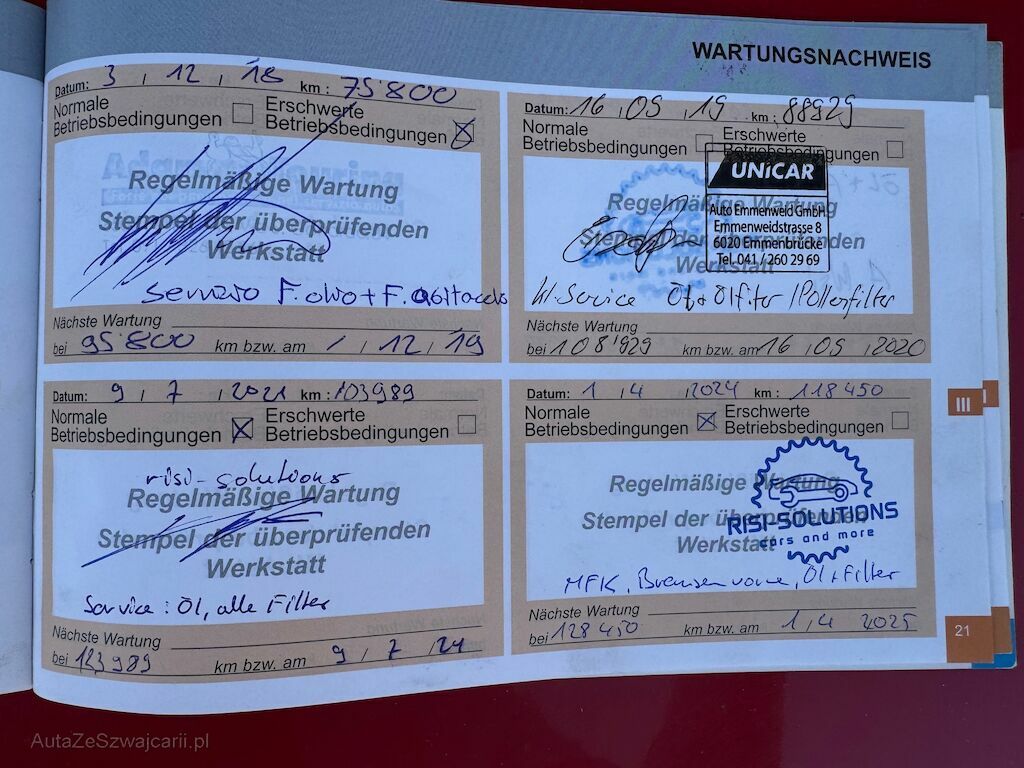 WARTUNGSNACHWEIS
Datum: 3 / 12 / 18 km : 75'800
Normale Betriebsbedingungen
Erschwerte Betriebsbedingungen
Regelmäßige Wartung
Stempel der überprüfenden
Werkstatt
Servizio F. olio + F.
Nächste Wartung
bei 95'800 km bzw. am 1 / 12 / 19
Datum: 16 / 05 / 19 km : 88929
Normale Betriebsbedingungen
Erschwerte Betriebsbedingungen
UNiCAR
Auto Emmenweid GmbH
Emmenweidstrasse 8
6020 Emmenbrücke
Tel. 041 / 260 29 69
Regelmäßige Wartung
Stempel der überprüfenden
Werkstatt
kl. Service Öl + Ölfilter / Pollenfilter
Nächste Wartung
bei 108'929 km bzw. am 16 / 05 / 2020
Datum: 9 / 7 / 2021 km : 103989
Normale Betriebsbedingungen
Erschwerte Betriebsbedingungen
risi-solutions
Regelmäßige Wartung
Stempel der überprüfenden
Werkstatt
Service : Öl, alle Filter
Nächste Wartung
bei 123989 km bzw. am 9 / 7 / 24
Datum: 1 / 4 / 2024 km : 118450
Normale Betriebsbedingungen
Erschwerte Betriebsbedingungen
Regelmäßige Wartung
Stempel der überprüfenden
Werkstatt
RISI-SOLUTIONS
cars and more
MFK, Bremsen vorne, Öl + Filter
Nächste Wartung
bei 128450 km bzw. am 1 / 4 2025
III
21
AutaZeSzwajcarii.pl